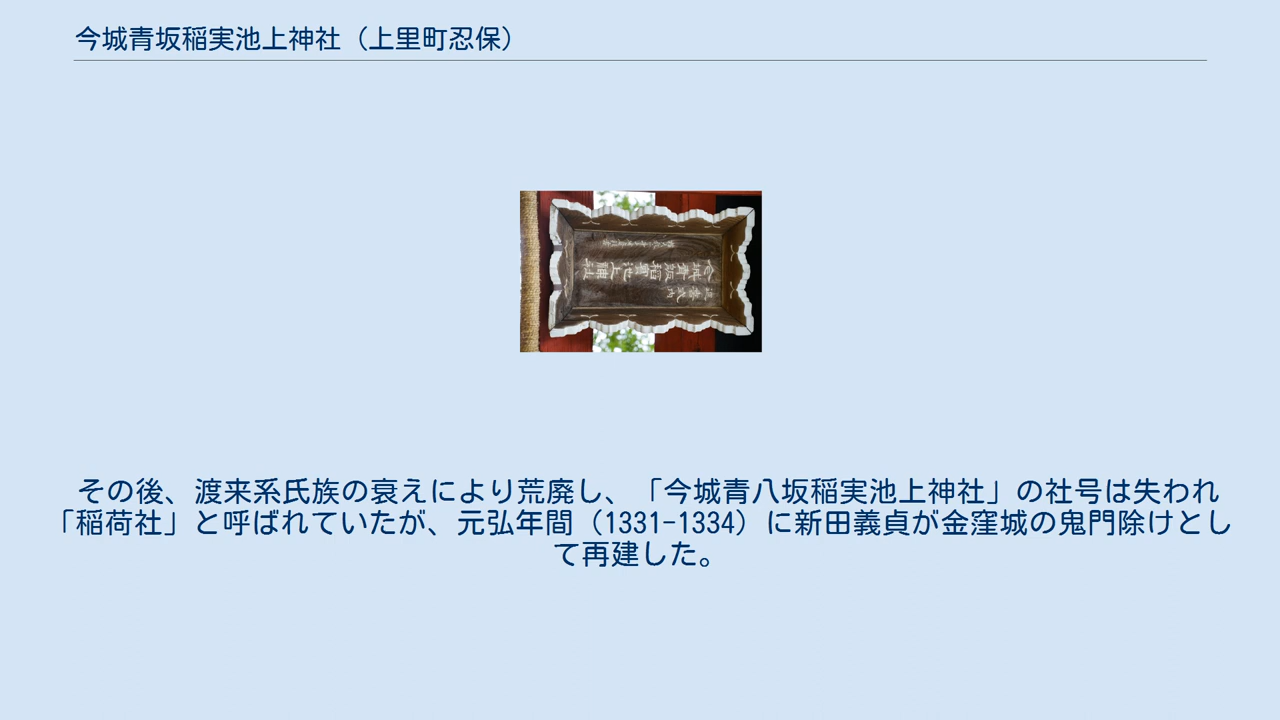 今城青坂稲実池上神社（上里町忍保）
その後、渡来系氏族の衰えにより荒廃し、「今城青八坂稲実池上神社」の社号は失われ
「稲荷社」と呼ばれていたが、元弘年間（1331-1334）に新田義貞が金窪城の鬼門除けとし
て再建した。